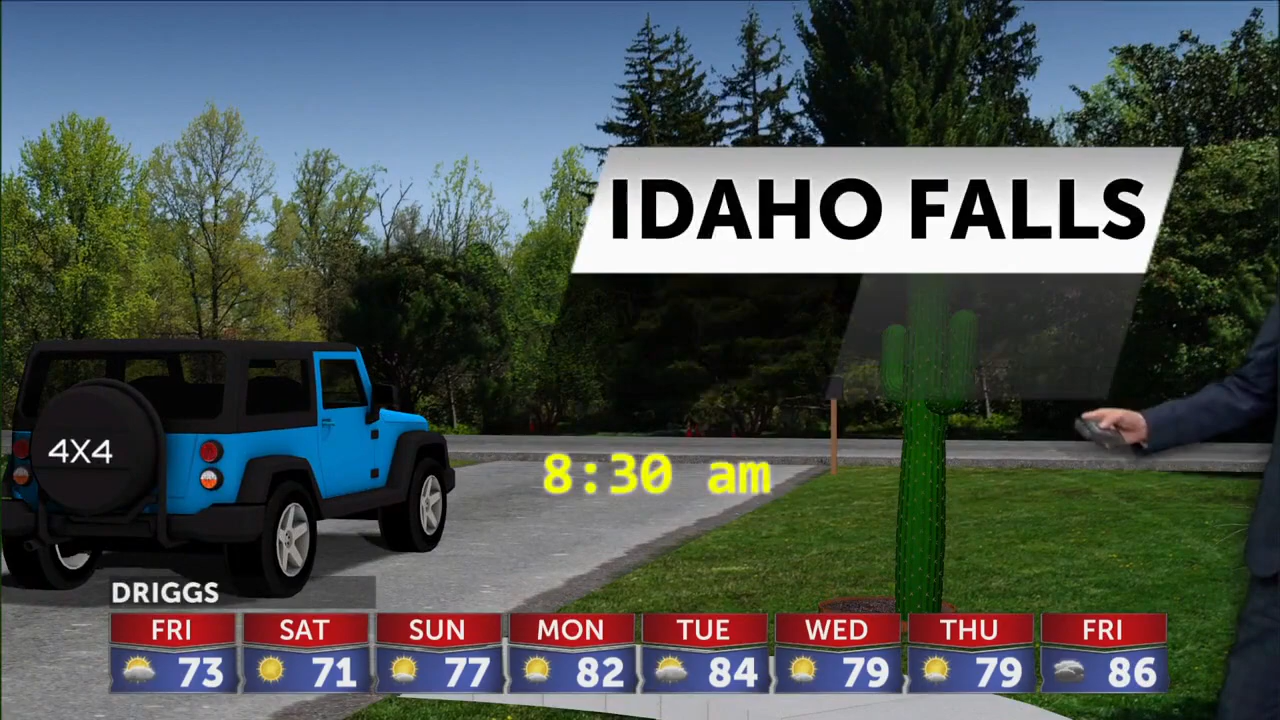 IDAHO FALLS
4X4
8:30 am
DRIGGS
FRI SAT SUN MON TUE WED THU FRI
73 71 77 82 84 79 79 86